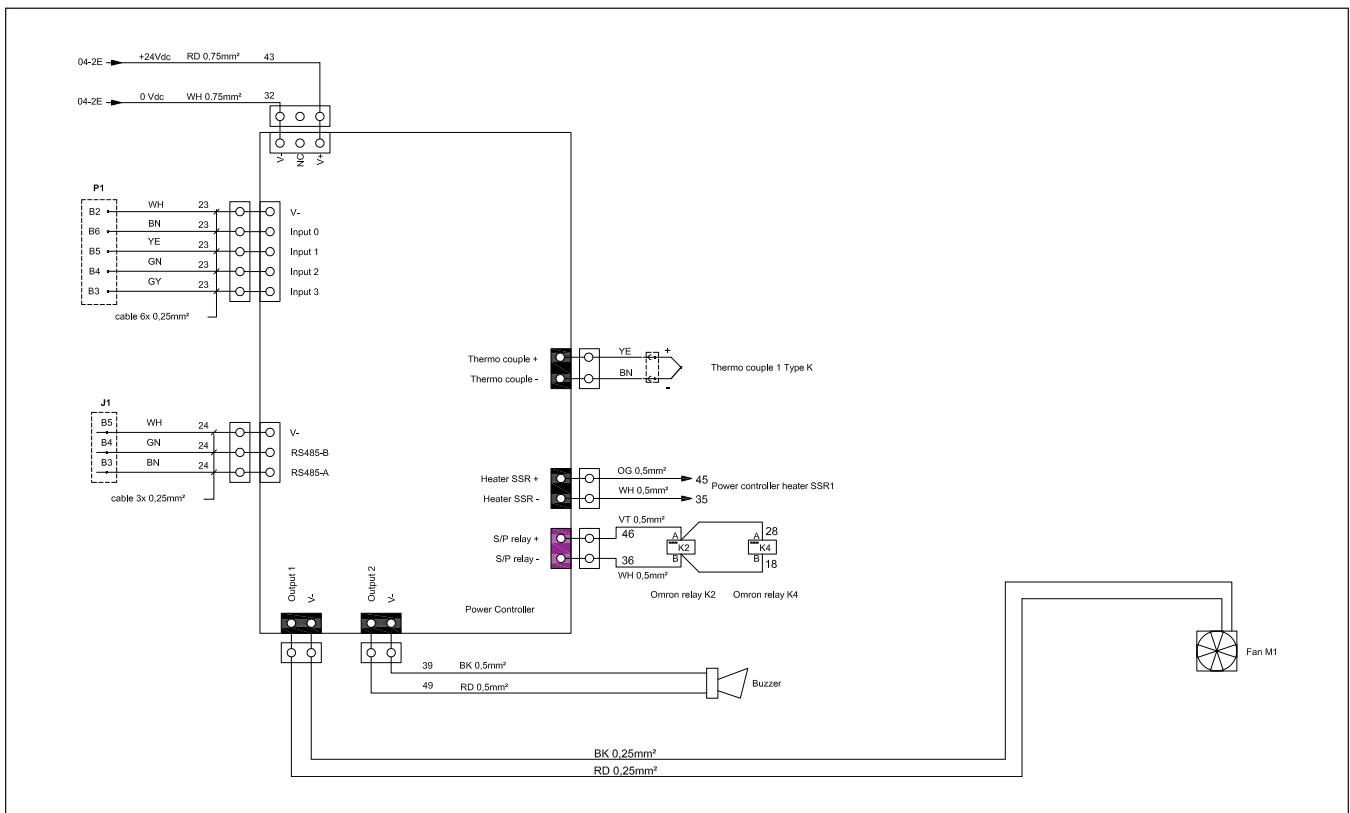 04-2E +24Vdc RD 0.75mm² 43
04-2E 0 Vdc WH 0.75mm² 32
V- NC V+
P1
B2 WH 23 V-
B6 BN 23 Input 0
B5 YE 23 Input 1
B4 GN 23 Input 2
B3 GY 23 Input 3
cable 6x 0,25mm²
Thermo couple + YE +
Thermo couple 1 Type K
Thermo couple - BN -
J1
B5 WH 24 V-
B4 GN 24 RS485-B
B3 BN 24 RS485-A
cable 3x 0,25mm²
Heater SSR + OG 0,5mm² 45
Power controller heater SSR1
Heater SSR - WH 0,5mm² 35
VT 0,5mm²
S/P relay + 46 A A 28
K2 K4
S/P relay - 36 B B 18
WH 0,5mm²
Omron relay K2 Omron relay K4
Output 1 V- Output 2 V-
Power Controller
Fan M1
39 BK 0,5mm²
Buzzer
49 RD 0,5mm²
BK 0,25mm²
RD 0,25mm²